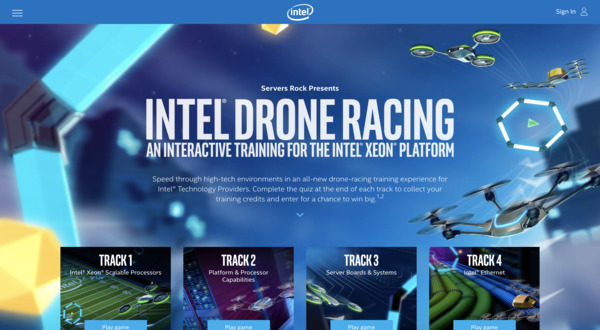 intel
Sign In
Servers Rock Presents
INTEL® DRONE RACING
AN INTERACTIVE TRAINING FOR THE INTEL® XEON® PLATFORM
Speed through high-tech environments in an all-new drone-racing training experience for
Intel® Technology Providers. Complete the quiz at the end of each track to collect your
training credits and enter for a chance to win big.1,2
TRACK 1
Intel® Xeon® Scalable Processors
Play game
TRACK 2
Platform & Processor
Capabilities
Play game
TRACK 3
Server Boards & Systems
Play game
TRACK 4
Intel® Ethernet
Play game